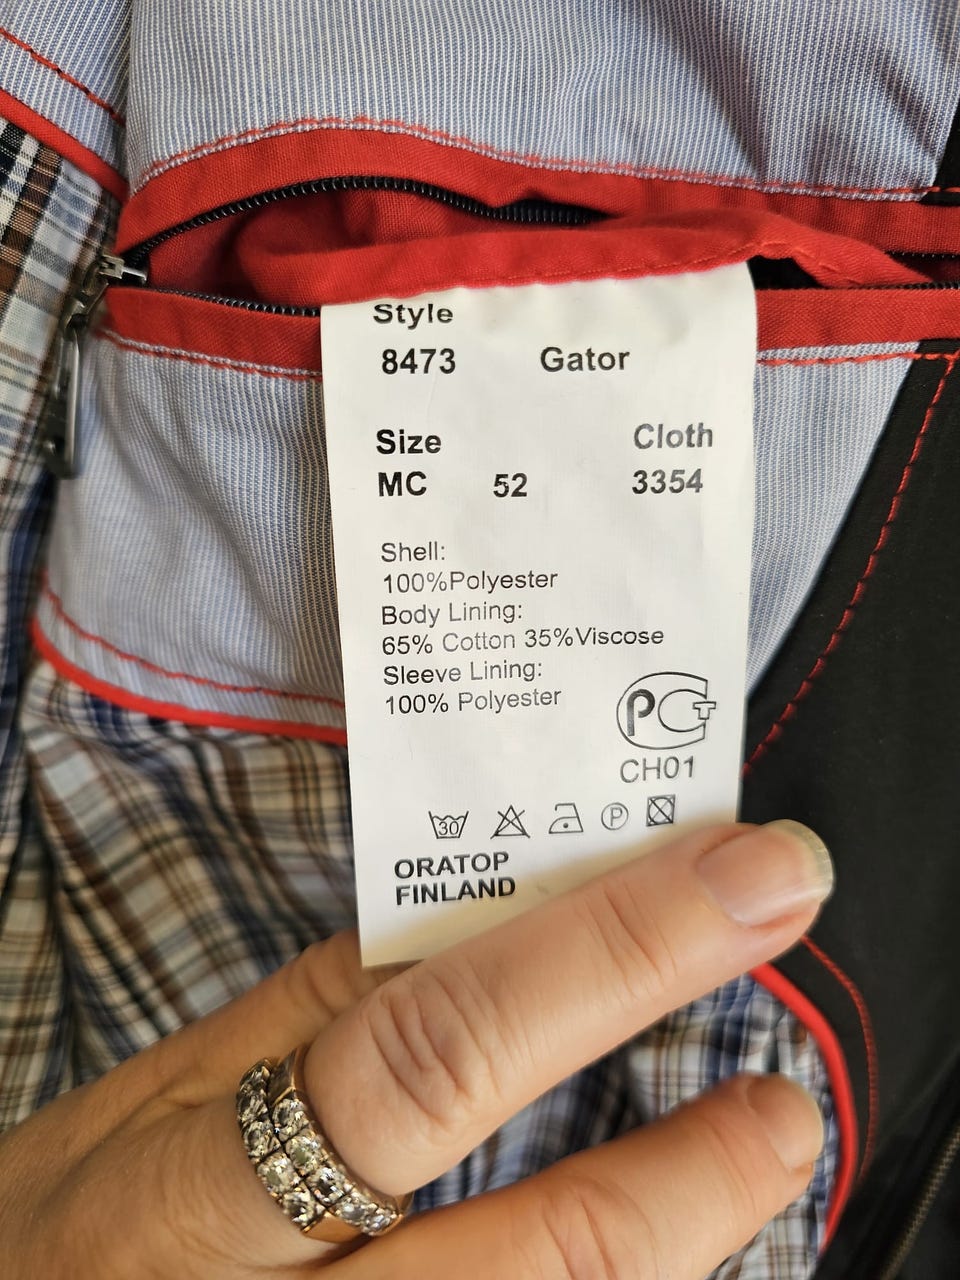 Style
8473 Gator
Size Cloth
MC 52 3354
Shell:
100%Polyester
Body Lining:
65% Cotton 35%Viscose
Sleeve Lining:
100% Polyester
РСТ
CH01
30 P
ORATOP
FINLAND